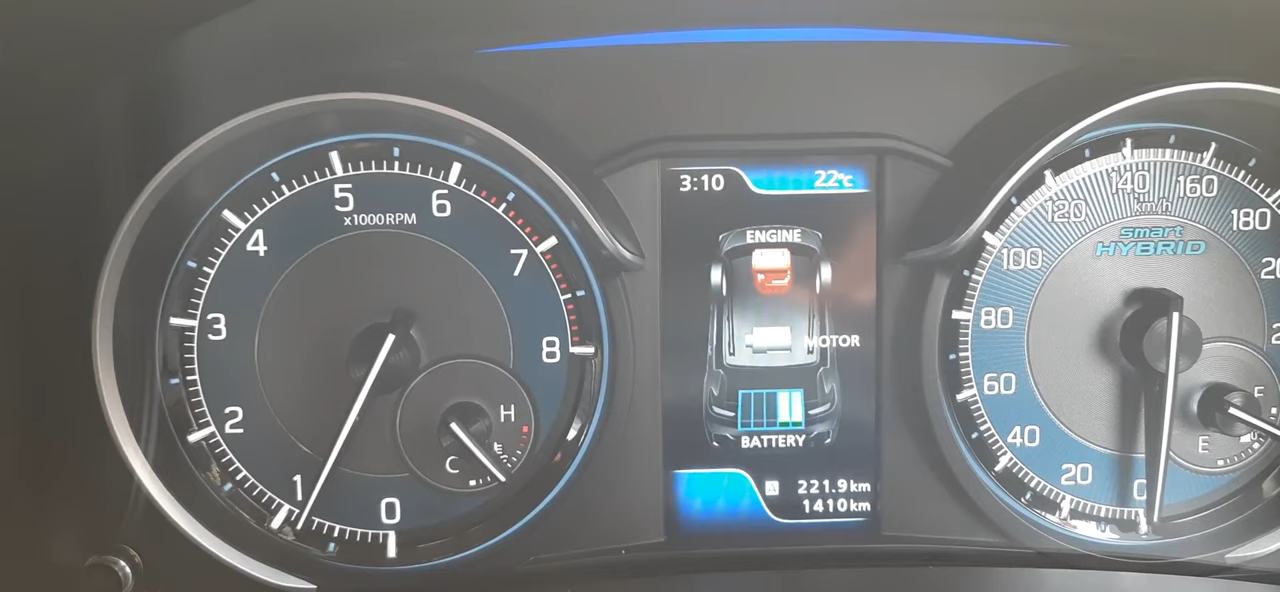 5
6
x1000RPM
4
7
3
8
2
1
0
H
C
3:10
22°C
ENGINE
MOTOR
BATTERY
A 221.9km
1410km
140
160
120
km/h
180
smart
HYBRID
100
80
60
40
20
0
F
E